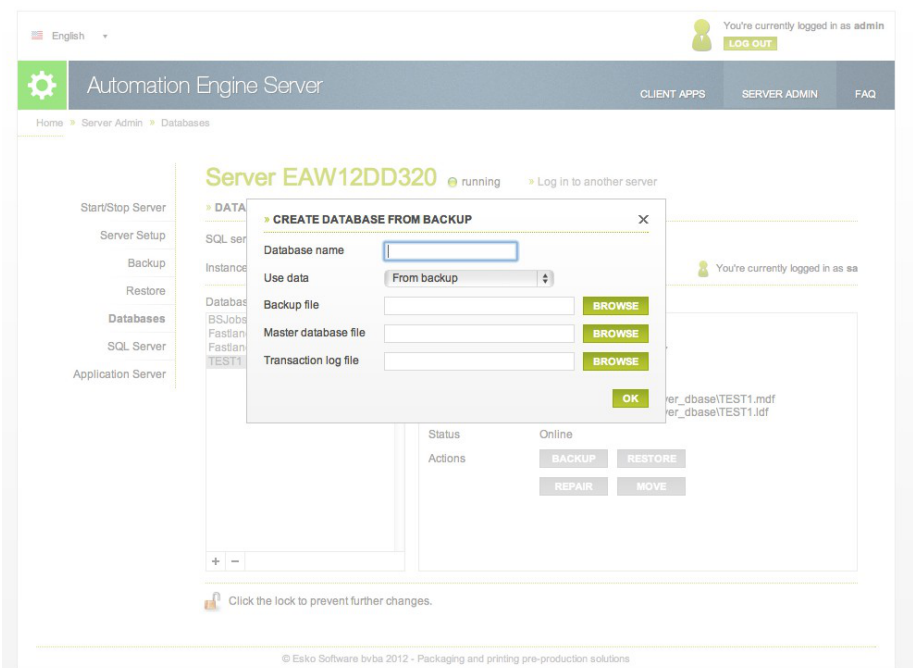 English
You're currently logged in as admin
LOG OUT
Automation Engine Server
CLIENT APPS
SERVER ADMIN
FAQ
Home » Server Admin » Databases
Server EAW12DD320
running
» Log in to another server
Start/Stop Server
Server Setup
Backup
Restore
Databases
SQL Server
Application Server
» DATA
SQL ser
Instance
You're currently logged in as sa
Databas
BSJobs
Fastlan
Fastlan
TEST1
» CREATE DATABASE FROM BACKUP
X
Database name
Use data
From backup
Backup file
BROWSE
Master database file
BROWSE
Transaction log file
BROWSE
OK
er_dbase\TEST1.mdf
er_dbase\TEST1.ldf
Status
Online
Actions
BACKUP
RESTORE
REPAIR
MOVE
+ −
Click the lock to prevent further changes.
© Esko Software bvba 2012 - Packaging and printing pre-production solutions